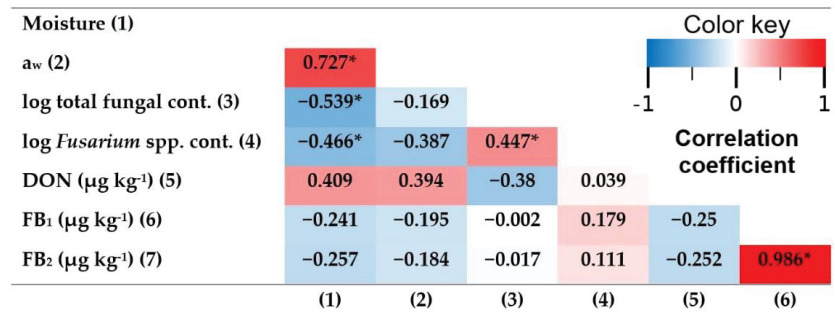 Moisture (1)
Color key
aw (2) 0.727*
-1 0 1
log total fungal cont. (3) −0.539* −0.169
log Fusarium spp. cont. (4) −0.466* −0.387 0.447*
Correlation
coefficient
DON (µg kg-1) (5) 0.409 0.394 −0.38 0.039
FB1 (µg kg-1) (6) −0.241 −0.195 −0.002 0.179 −0.25
FB2 (µg kg-1) (7) −0.257 −0.184 −0.017 0.111 −0.252 0.986*
(1) (2) (3) (4) (5) (6)